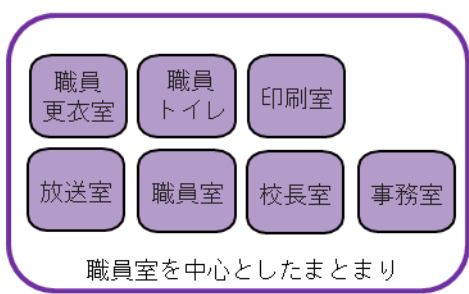 職員
更衣室
職員
トイレ
印刷室
放送室
職員室
校長室
事務室
職員室を中心としたまとまり